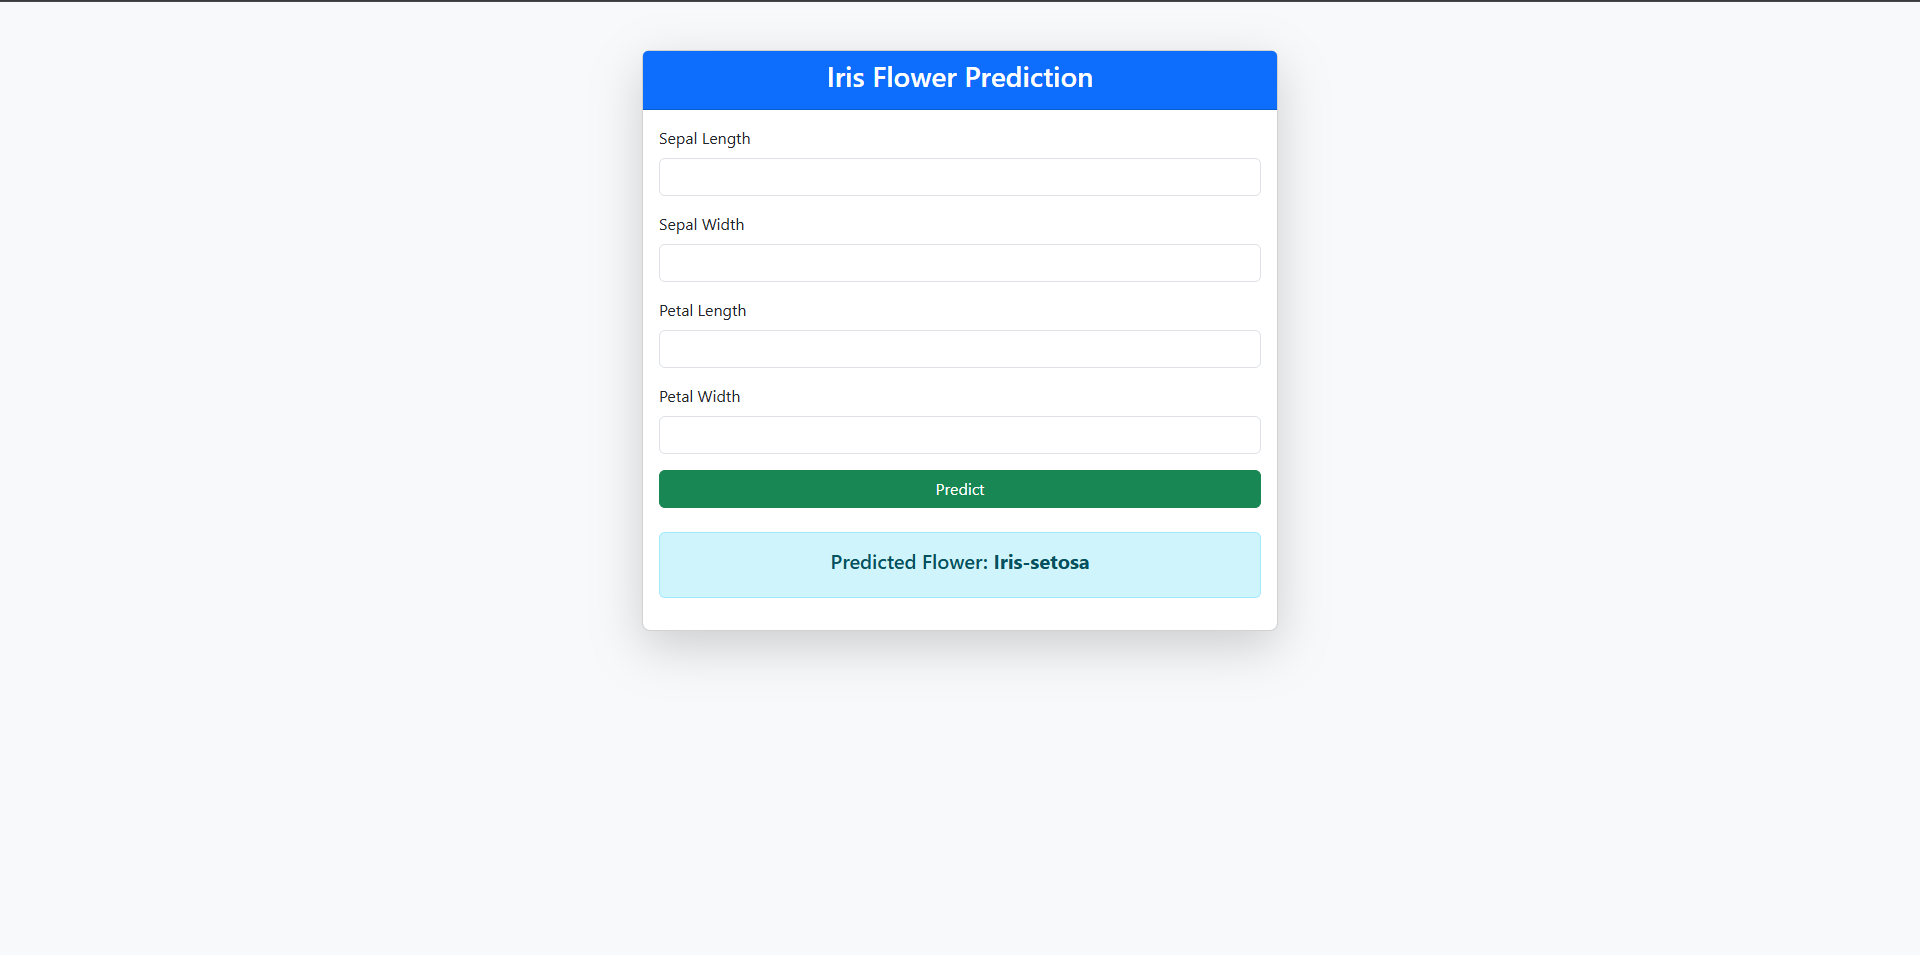 Iris Flower Prediction
Sepal Length
Sepal Width
Petal Length
Petal Width
Predict
Predicted Flower: Iris-setosa